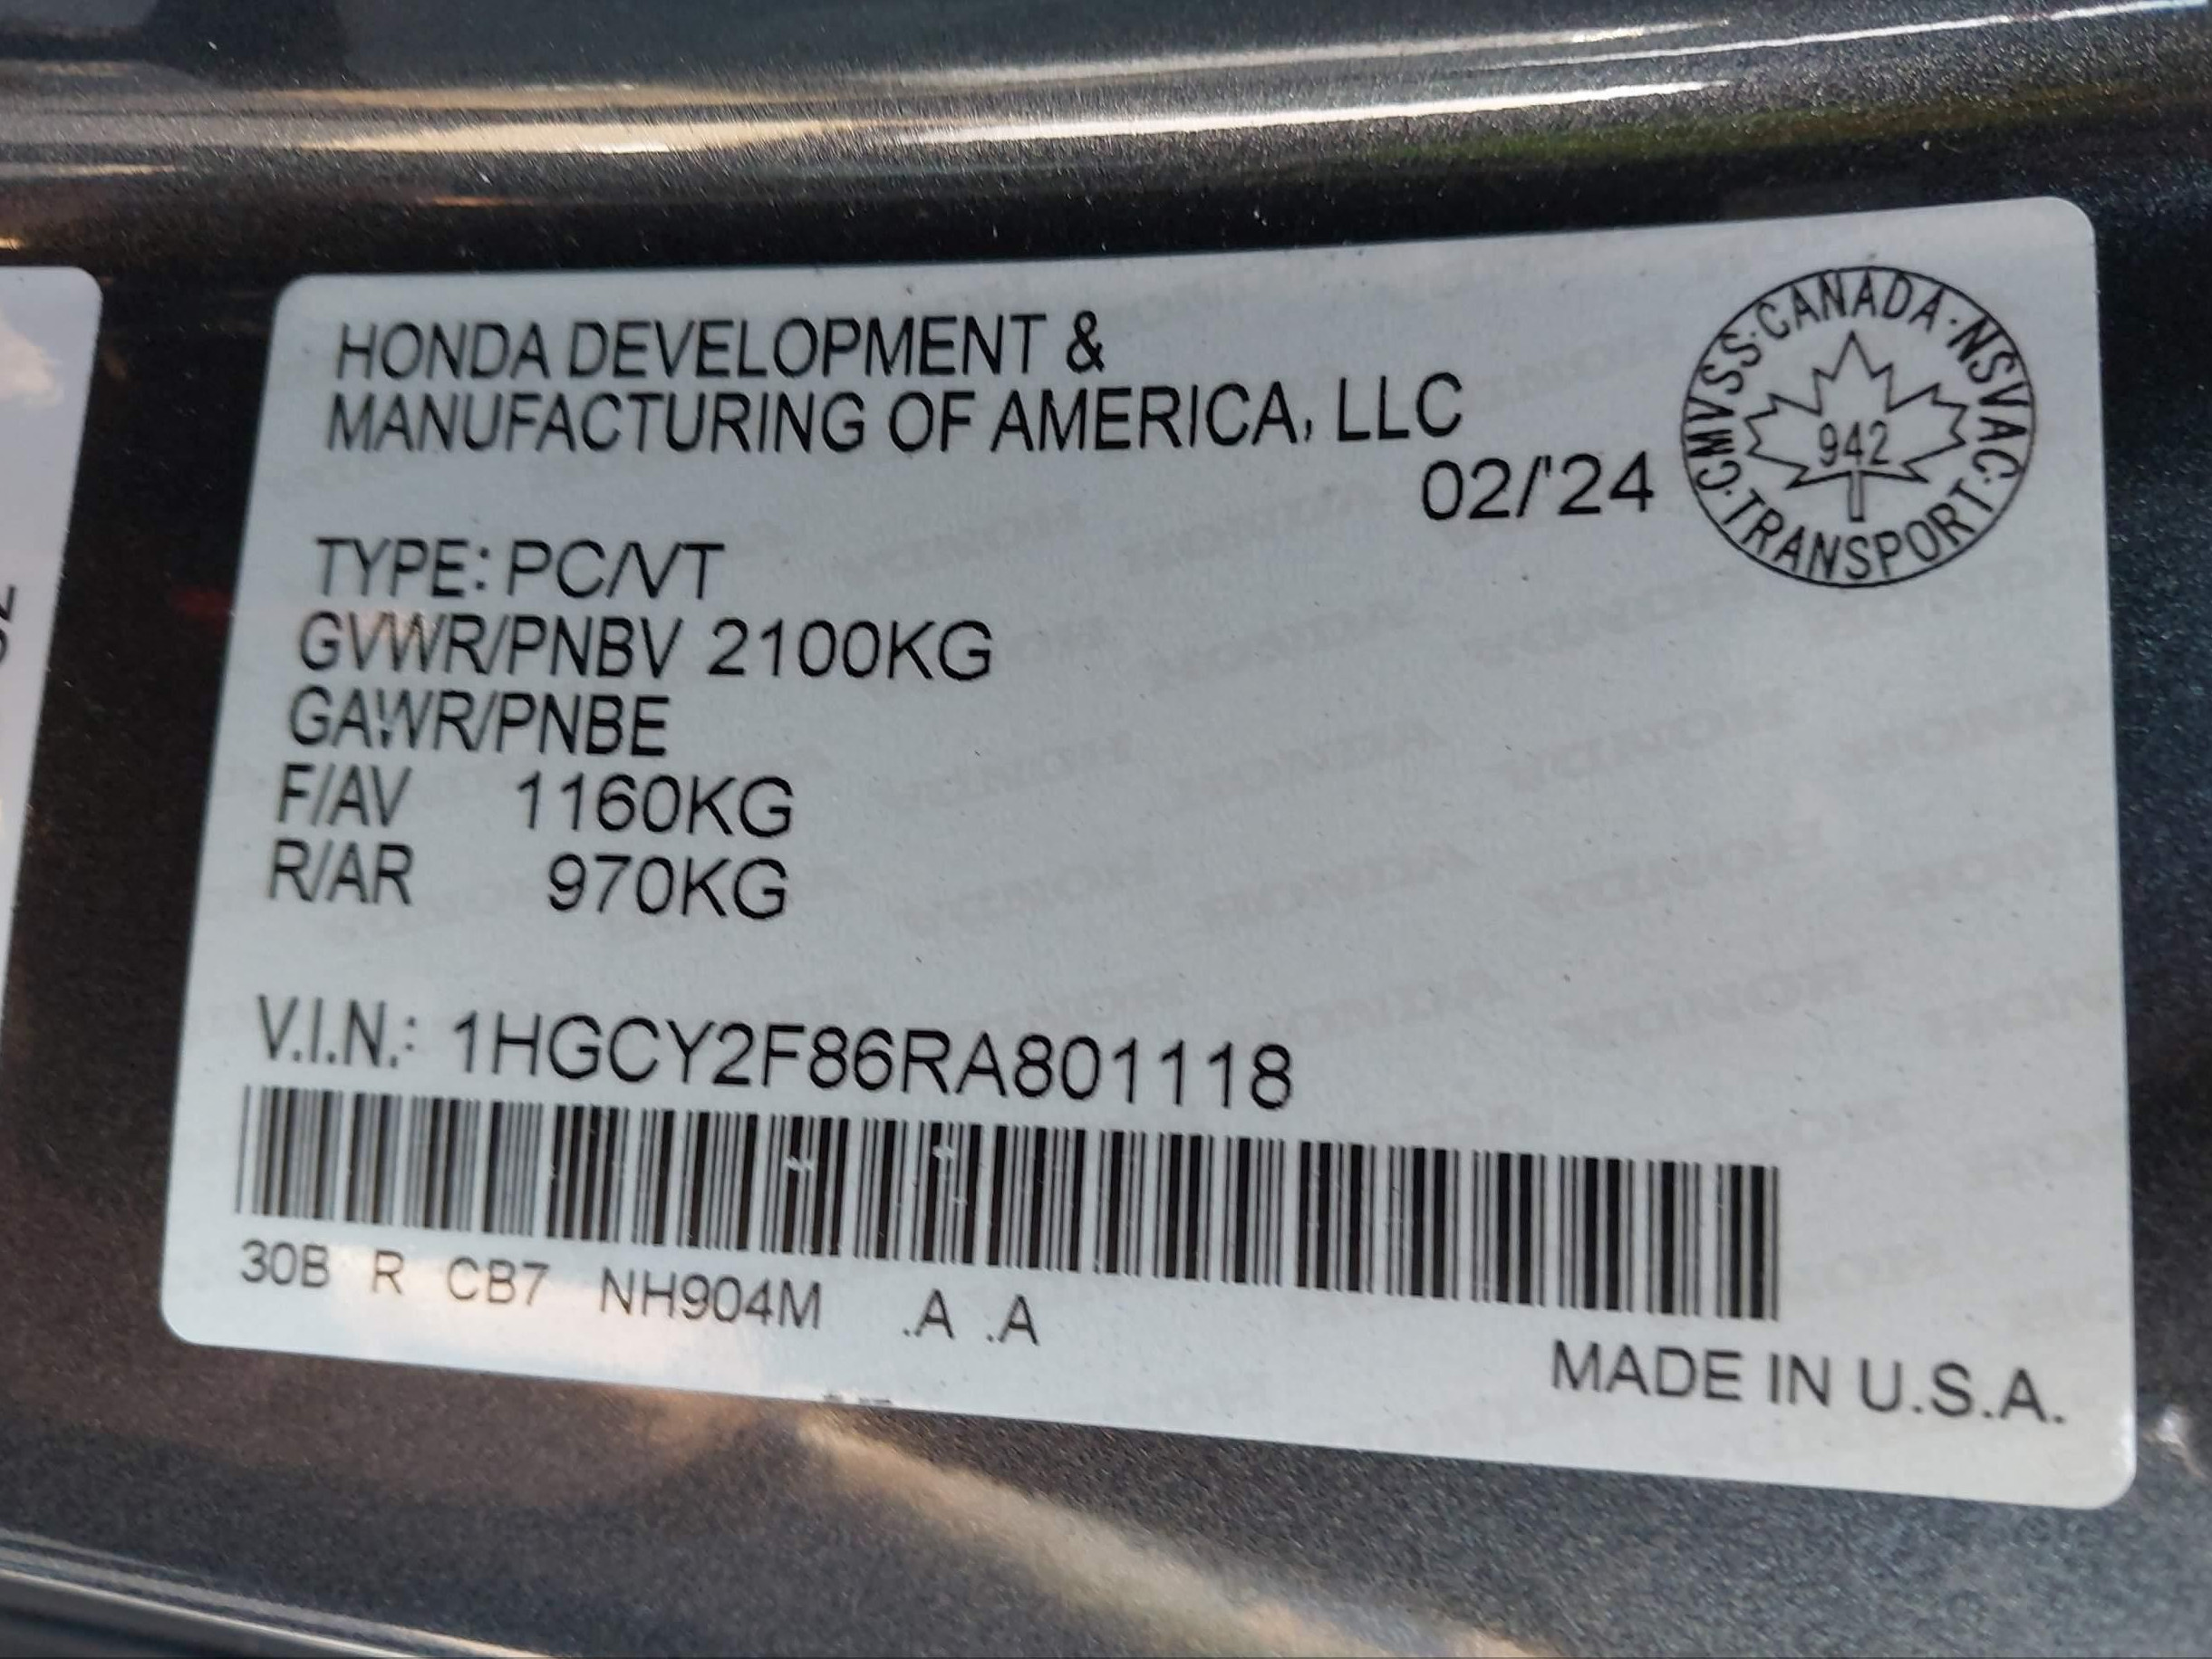 HONDA DEVELOPMENT &
MANUFACTURING OF AMERICA, LLC
02/'24
CMVSS·CANADA·NSVAC·TRANSPORT·
942
TYPE: PC/VT
GVWR/PNBV 2100KG
GAWR/PNBE
F/AV 1160KG
R/AR 970KG
V.I.N.: 1HGCY2F86RA801118
30B R CB7 NH904M .A .A
MADE IN U.S.A.